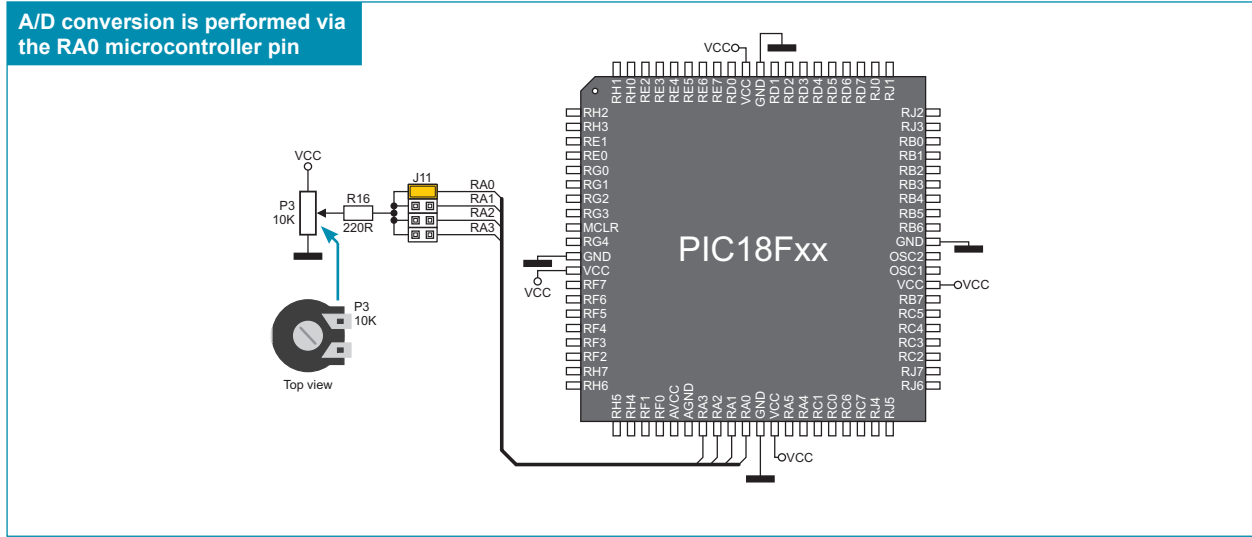 A/D conversion is performed via
the RA0 microcontroller pin
VCC
RH1 RH0 RE2 RE3 RE4 RE5 RE6 RE7 RD0 VCC GND RD1 RD2 RD3 RD4 RD5 RD6 RD7 RJ0 RJ1
RH2
RH3
RE1
RE0
RG0
RG1
RG2
RG3
MCLR
RG4
GND
VCC
RF7
RF6
RF5
RF4
RF3
RF2
RH7
RH6
PIC18Fxx
RJ2
RJ3
RB0
RB1
RB2
RB3
RB4
RB5
RB6
GND
OSC2
OSC1
VCC
RB7
RC5
RC4
RC3
RC2
RJ7
RJ6
VCC
VCC
RH5 RH4 RF1 RF0 AVCC AGND RA3 RA2 RA1 RA0 GND VCC RA5 RA4 RC1 RC0 RC6 RC7 RJ4 RJ5
VCC
VCC
P3
10K
R16
220R
J11
RA0
RA1
RA2
RA3
P3
10K
Top view